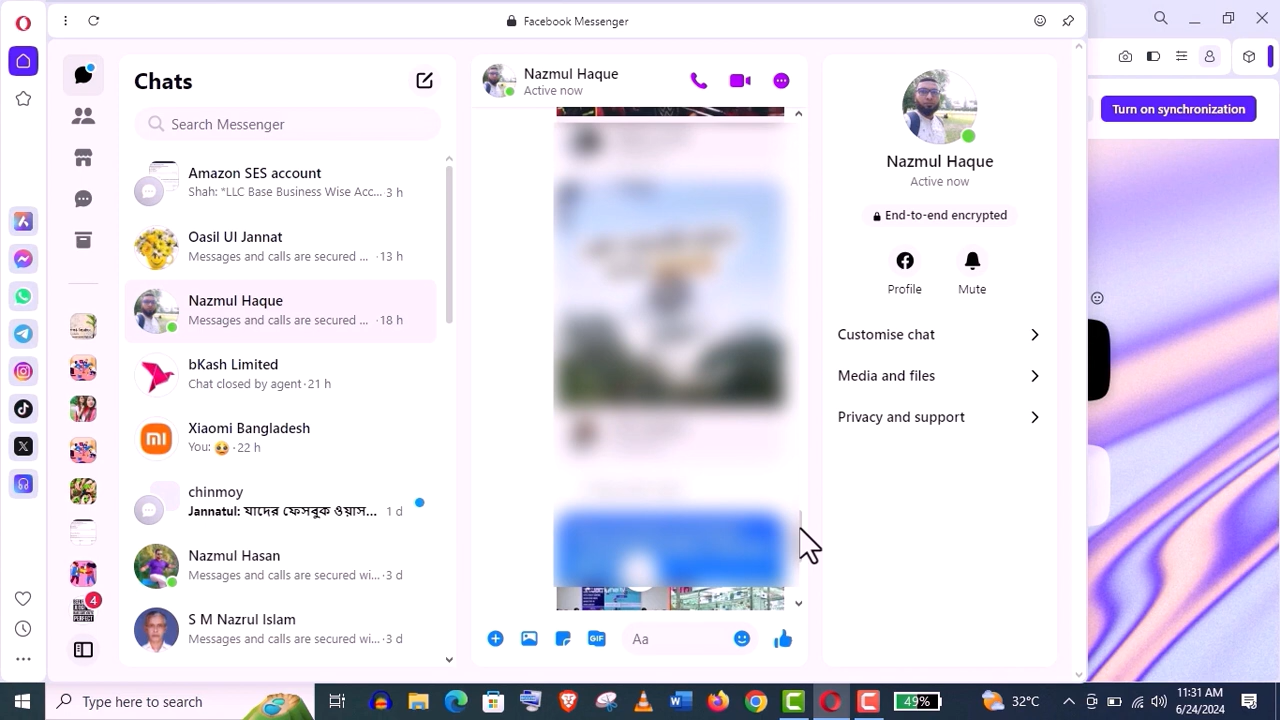 Facebook Messenger
Turn on synchronization
Chats
Search Messenger
Amazon SES account
Shah: *LLC Base Business Wise Acc... 3 h
Oasil Ul Jannat
Messages and calls are secured ... · 13 h
Nazmul Haque
Messages and calls are secured ... · 18 h
bKash Limited
Chat closed by agent · 21 h
Xiaomi Bangladesh
You: 🥺 · 22 h
chinmoy
Jannatul: যাদের ফেসবুক ওয়াস... 1 d
Nazmul Hasan
Messages and calls are secured wi... · 3 d
S M Nazrul Islam
Messages and calls are secured wi... · 3 d
4
Nazmul Haque
Active now
GIF
Aa
Nazmul Haque
Active now
End-to-end encrypted
Profile
Mute
Customise chat
Media and files
Privacy and support
Type here to search
49%
32°C
11:31 AM
6/24/2024